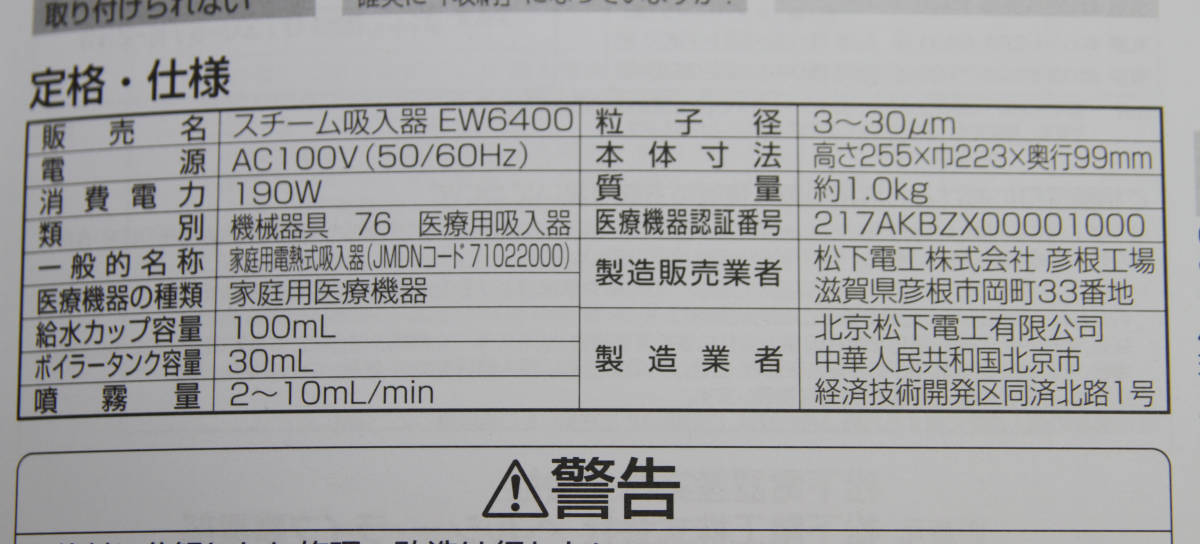 取り付けられない
定格・仕様
販売名 スチーム吸入器 EW6400
電源 AC100V(50/60Hz)
消費電力 190W
類別 機械器具 76 医療用吸入器
一般的名称 家庭用電熱式吸入器(JMDNコード 71022000)
医療機器の種類 家庭用医療機器
給水カップ容量 100mL
ボイラータンク容量 30mL
噴霧量 2〜10mL/min
粒子径 3〜30μm
本体寸法 高さ255×巾223×奥行99mm
質量 約1.0kg
医療機器認証番号 217AKBZX00001000
製造販売業者 松下電工株式会社 彦根工場
滋賀県彦根市岡町33番地
製造業者 北京松下電工有限公司
中華人民共和国北京市
経済技術開発区同済北路1号
⚠警告